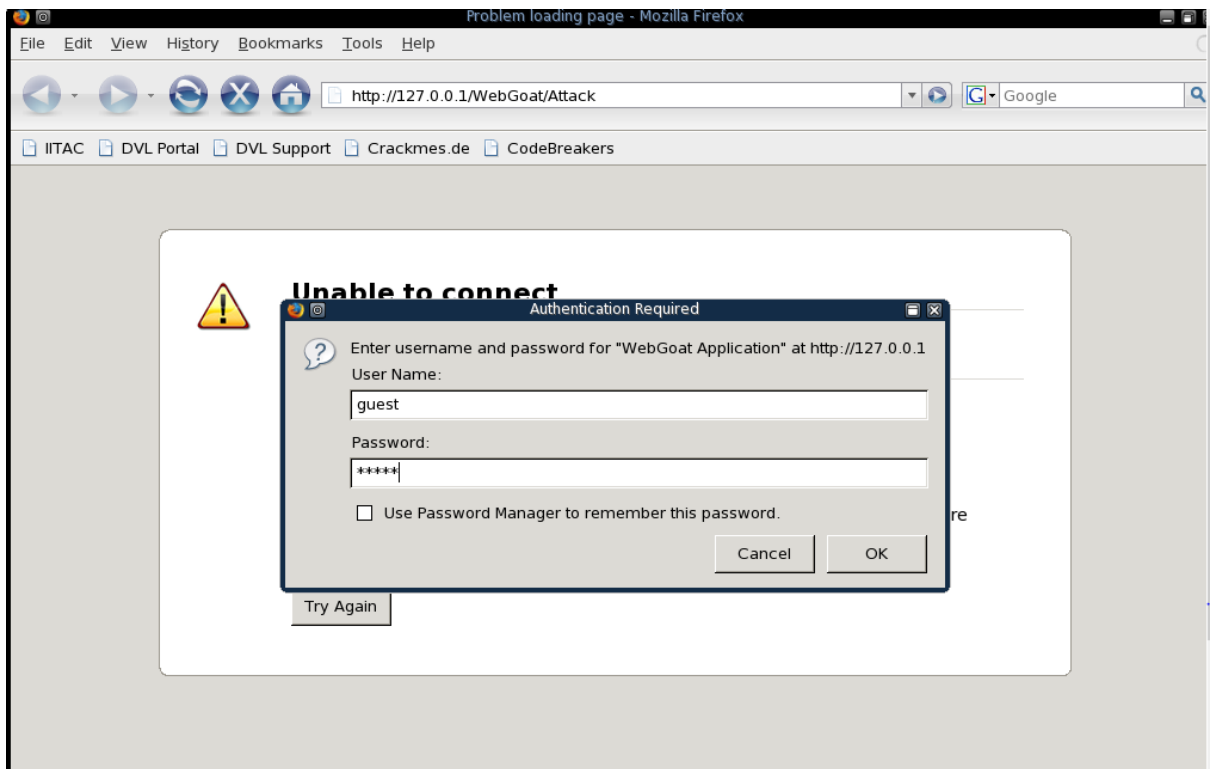 Problem loading page - Mozilla Firefox
File Edit View History Bookmarks Tools Help
http://127.0.0.1/WebGoat/Attack
G Google
IITAC DVL Portal DVL Support Crackmes.de CodeBreakers
Unable to connect
Authentication Required
Enter username and password for "WebGoat Application" at http://127.0.0.1
User Name:
guest
Password:
*****
Use Password Manager to remember this password.
re
Cancel OK
Try Again